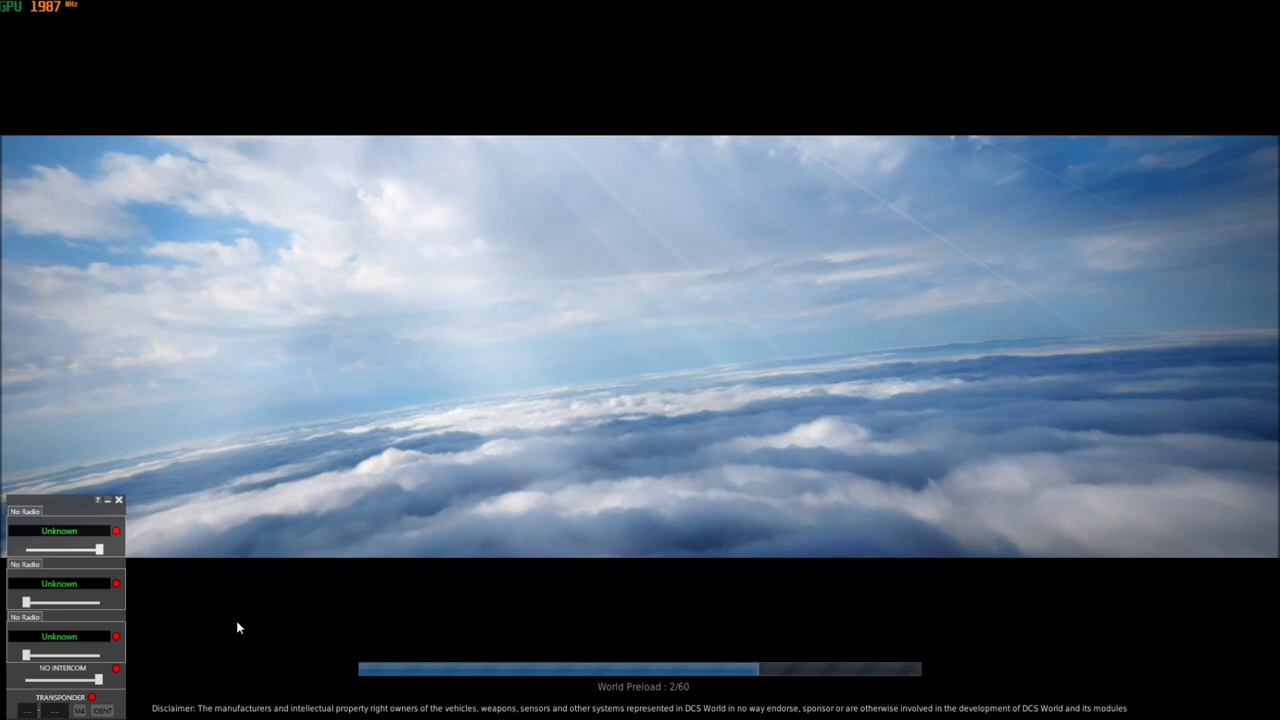 GPU 1987 MHz
? _ X
No Radio
Unknown
No Radio
Unknown
No Radio
Unknown
NO INTERCOM
TRANSPONDER
-- - -- M4 IDENT
World Preload : 2/60
Disclaimer: The manufacturers and intellectual property right owners of the vehicles, weapons, sensors and other systems represented in DCS World in no way endorse, sponsor or are otherwise involved in the development of DCS World and its modules